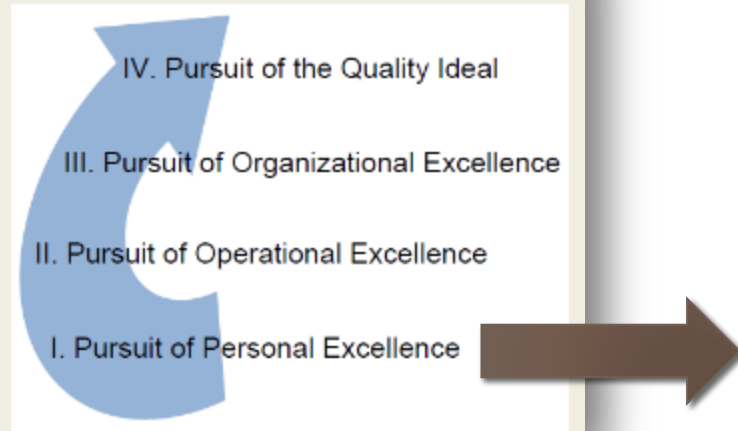 IV. Pursuit of the Quality Ideal
III. Pursuit of Organizational Excellence
II. Pursuit of Operational Excellence
I. Pursuit of Personal Excellence